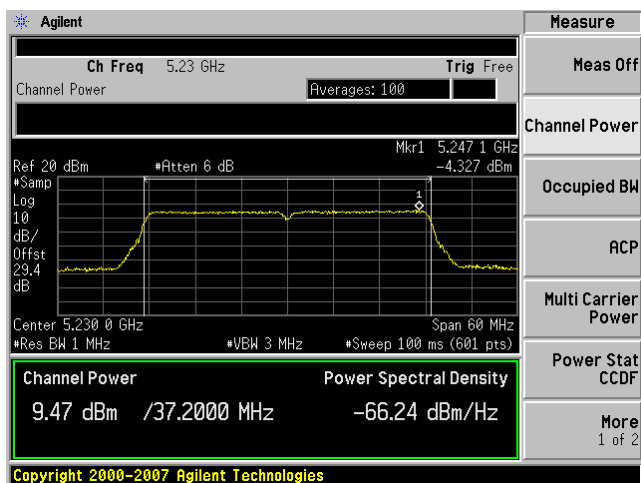 Agilent
Measure
Ch Freq 5.23 GHz Trig Free
Channel Power Averages: 100
Mkr1 5.247 1 GHz
Ref 20 dBm #Atten 6 dB -4.327 dBm
#Samp
Log
10
dB/
Offst
29.4
dB
1
Center 5.230 0 GHz Span 60 MHz
#Res BW 1 MHz #VBW 3 MHz #Sweep 100 ms (601 pts)
Channel Power Power Spectral Density
9.47 dBm /37.2000 MHz -66.24 dBm/Hz
Copyright 2000-2007 Agilent Technologies
Meas Off
Channel Power
Occupied BW
ACP
Multi Carrier
Power
Power Stat
CCDF
More
1 of 2